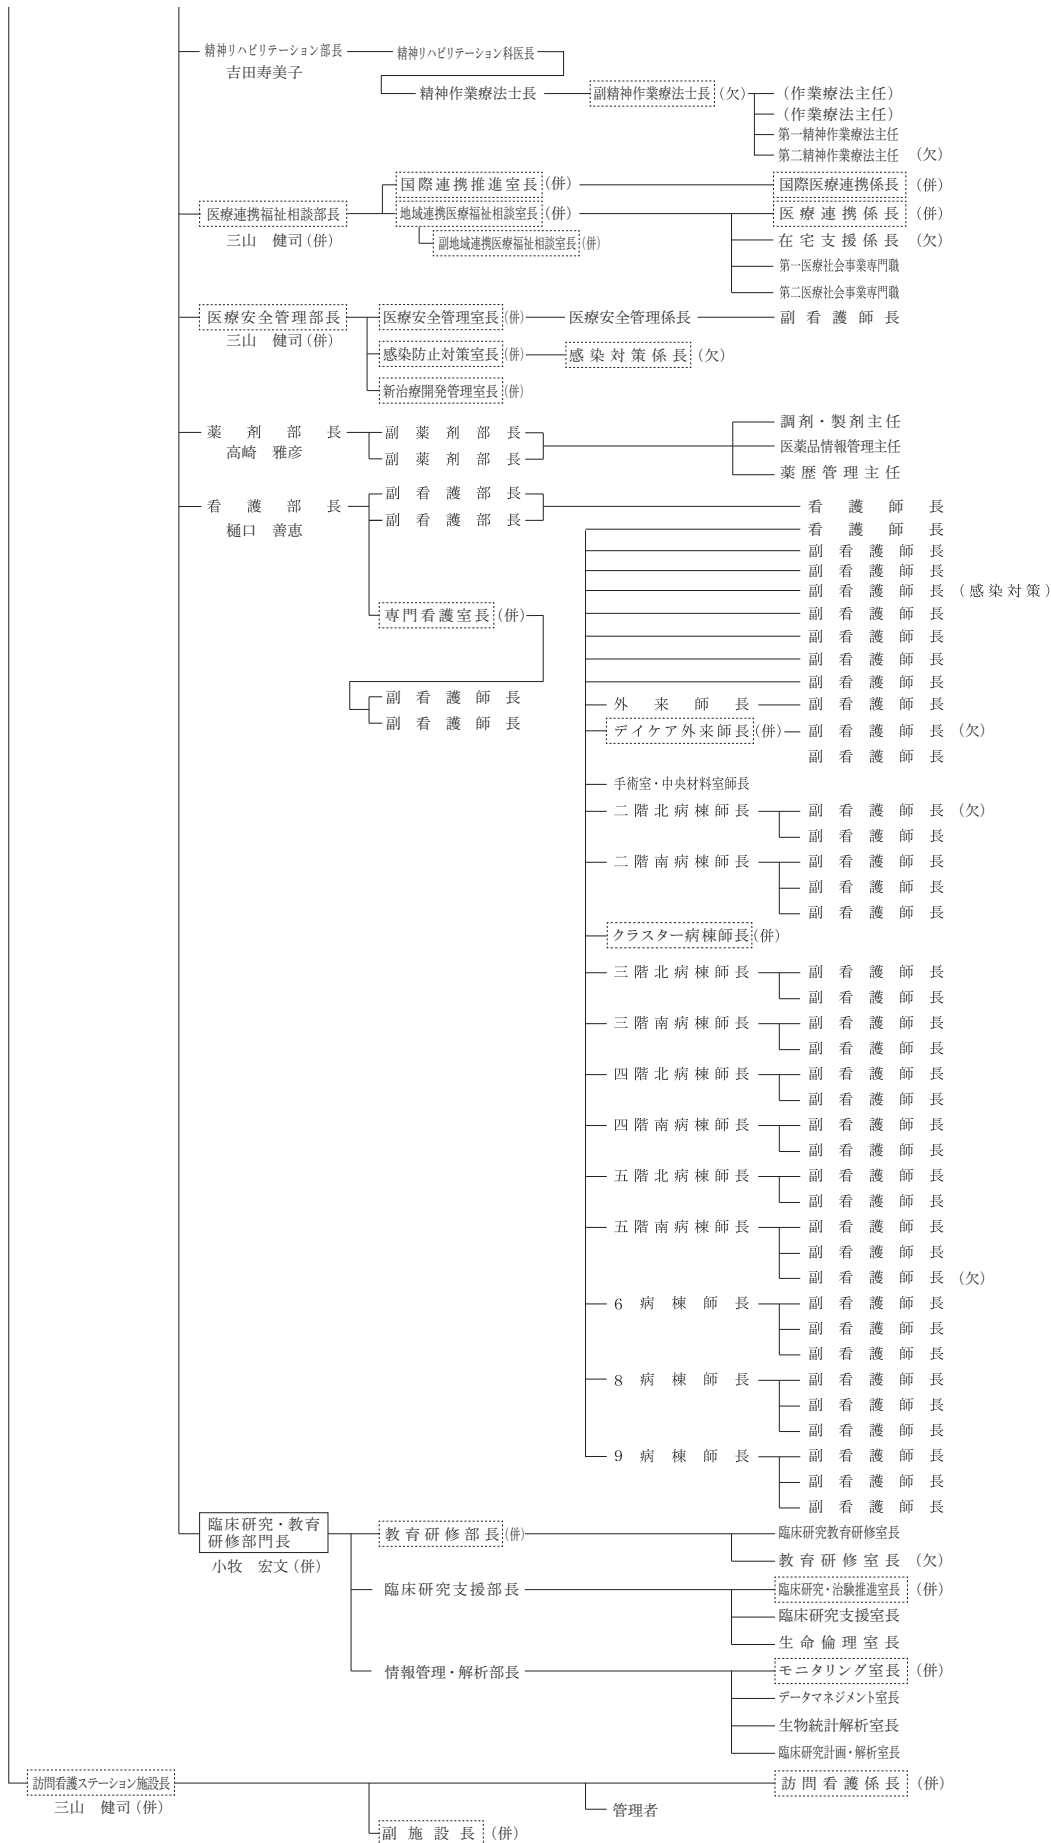 精神リハビリテーション部長 精神リハビリテーション科医長
吉田寿美子
精神作業療法士長 副精神作業療法士長(欠) (作業療法主任)
(作業療法主任)
第一精神作業療法主任
第二精神作業療法主任 (欠)
国際連携推進室長(併) 国際医療連携係長 (併)
医療連携福祉相談部長 地域連携医療福祉相談室長(併) 医療連携係長 (併)
三山 健司(併) 副地域連携医療福祉相談室長(併) 在宅支援係長 (欠)
第一医療社会事業専門職
第二医療社会事業専門職
医療安全管理部長 医療安全管理室長(併) 医療安全管理係長 副看護師長
三山 健司(併)
感染防止対策室長(併) 感染対策係長(欠)
新治療開発管理室長(併)
調剤・製剤主任
薬剤部長 副薬剤部長
高崎 雅彦 医薬品情報管理主任
副薬剤部長
薬歴管理主任
副看護部長
看護部長 看護師長
副看護部長
樋口 善恵 看護師長
副看護師長
副看護師長
副看護師長 (感染対策)
専門看護室長(併) 副看護師長
副看護師長
副看護師長
副看護師長
副看護師長 外来師長 副看護師長
副看護師長 デイケア外来師長(併) 副看護師長 (欠)
副看護師長
手術室・中央材料室師長
二階北病棟師長 副看護師長 (欠)
副看護師長
二階南病棟師長 副看護師長
副看護師長
副看護師長
クラスター病棟師長(併)
三階北病棟師長 副看護師長
副看護師長
三階南病棟師長 副看護師長
副看護師長
四階北病棟師長 副看護師長
副看護師長
四階南病棟師長 副看護師長
副看護師長
五階北病棟師長 副看護師長
副看護師長
五階南病棟師長 副看護師長
副看護師長
副看護師長 (欠)
6病棟師長 副看護師長
副看護師長
副看護師長
8病棟師長 副看護師長
副看護師長
副看護師長
9病棟師長 副看護師長
副看護師長
副看護師長
臨床研究・教育
研修部門長 教育研修部長(併) 臨床研究教育研修室長
小牧 宏文(併) 教育研修室長 (欠)
臨床研究支援部長 臨床研究・治験推進室長 (併)
臨床研究支援室長
生命倫理室長
情報管理・解析部長 モニタリング室長 (併)
データマネジメント室長
生物統計解析室長
臨床研究計画・解析室長
訪問看護ステーション施設長 訪問看護係長 (併)
三山 健司(併) 管理者
副施設長 (併)